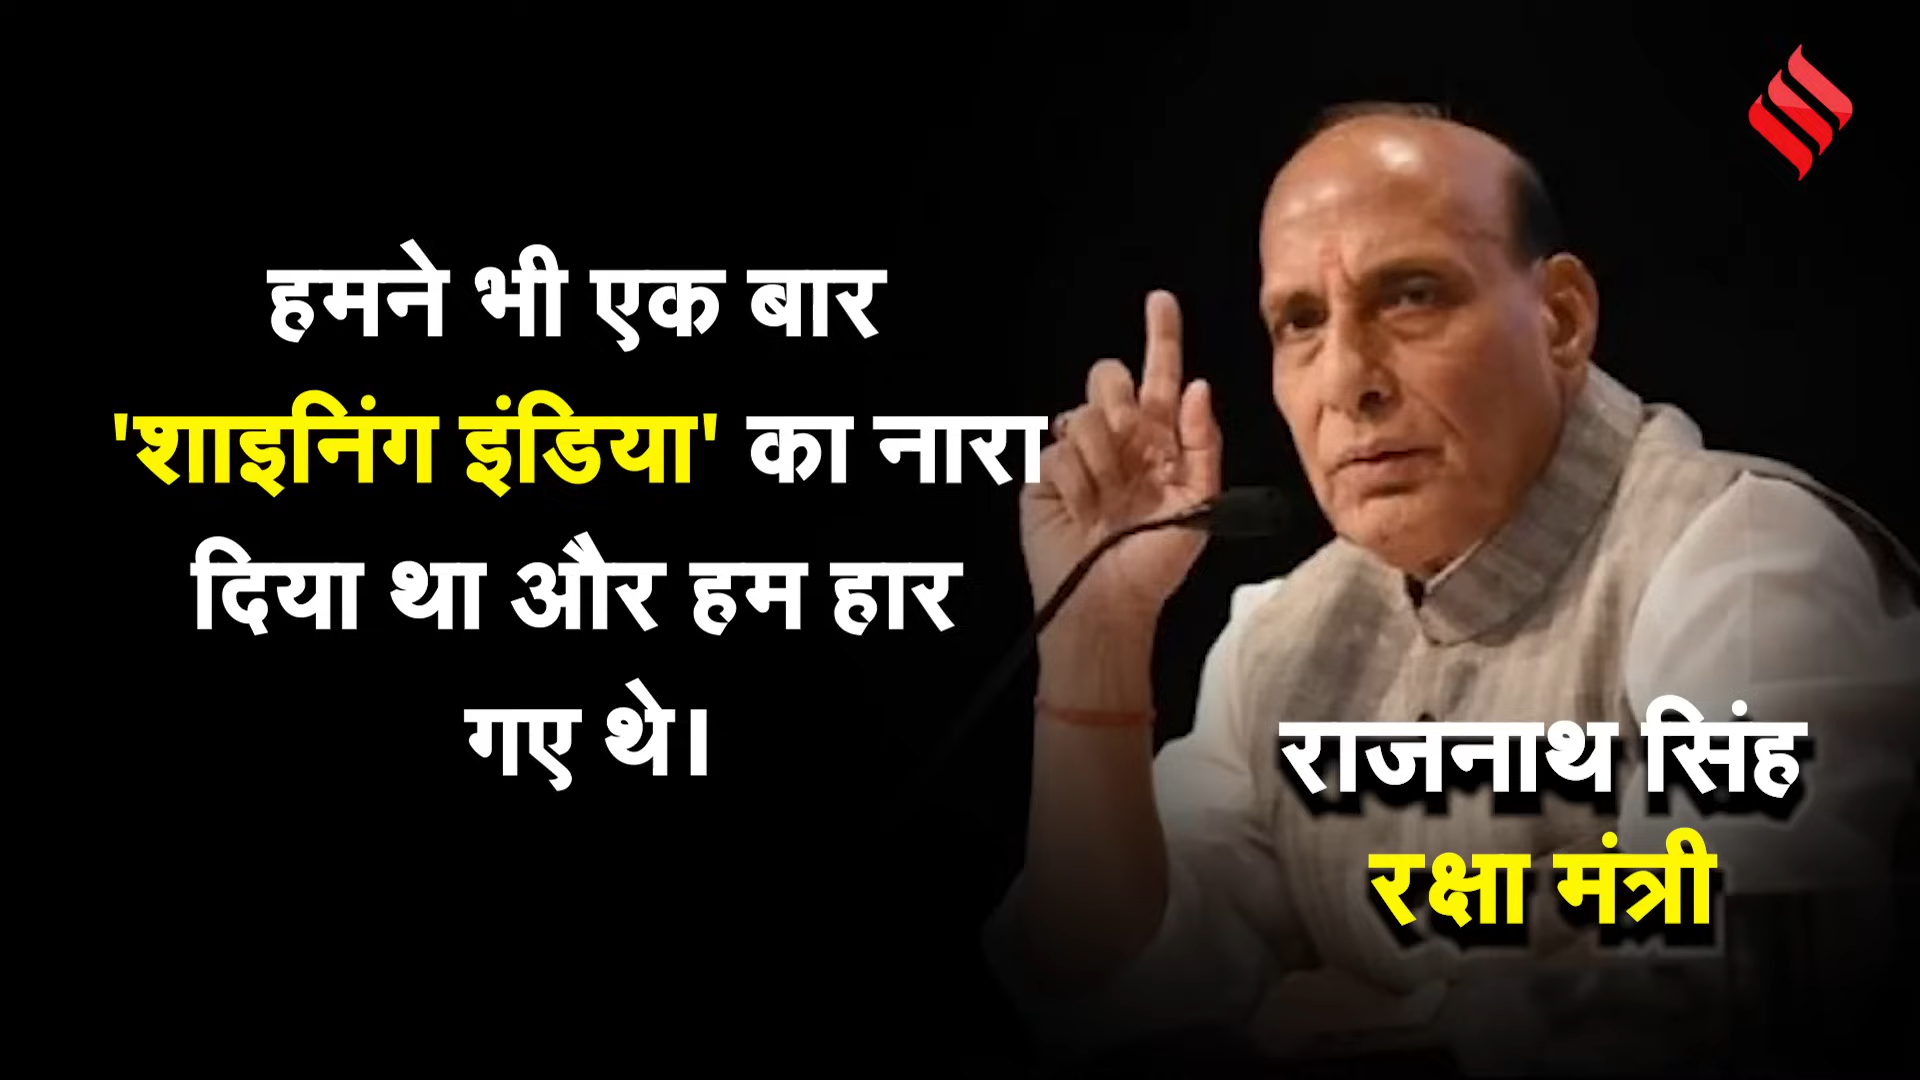 हमने भी एक बार
'शाइनिंग इंडिया' का नारा
दिया था और हम हार
गए थे।
राजनाथ सिंह
रक्षा मंत्री